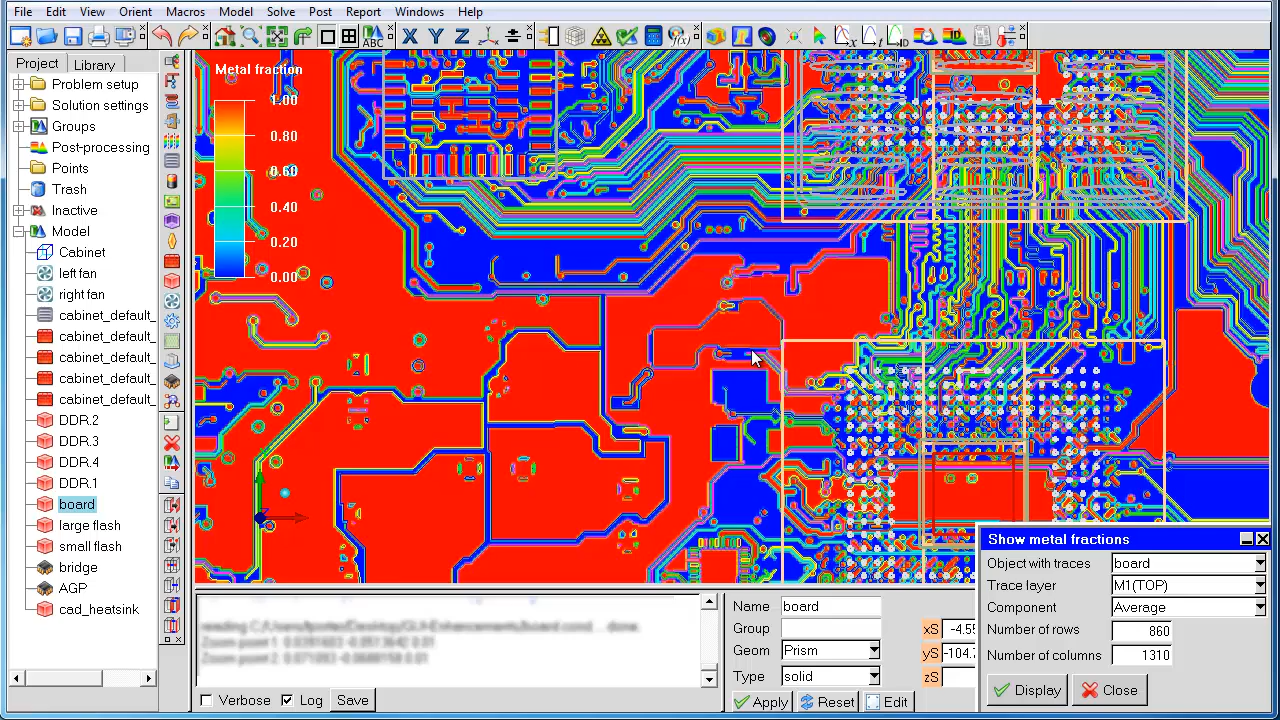 File Edit View Orient Macros Model Solve Post Report Windows Help
ABC X Y Z
Project Library
Problem setup
Solution settings
Groups
Post-processing
Points
Trash
Inactive
Model
Cabinet
left fan
right fan
cabinet_default_
cabinet_default_
cabinet_default_
cabinet_default_
cabinet_default_
DDR.2
DDR.3
DDR.4
DDR.1
board
large flash
small flash
bridge
AGP
cad_heatsink
Metal fraction
1.00
0.80
0.60
0.40
0.20
0.00
Verbose Log Save
Name board
Group
Geom Prism
Type solid
Apply Reset Edit
xS -4.55
yS -104.7
zS
Show metal fractions
Object with traces board
Trace layer M1(TOP)
Component Average
Number of rows 860
Number of columns 1310
Display Close